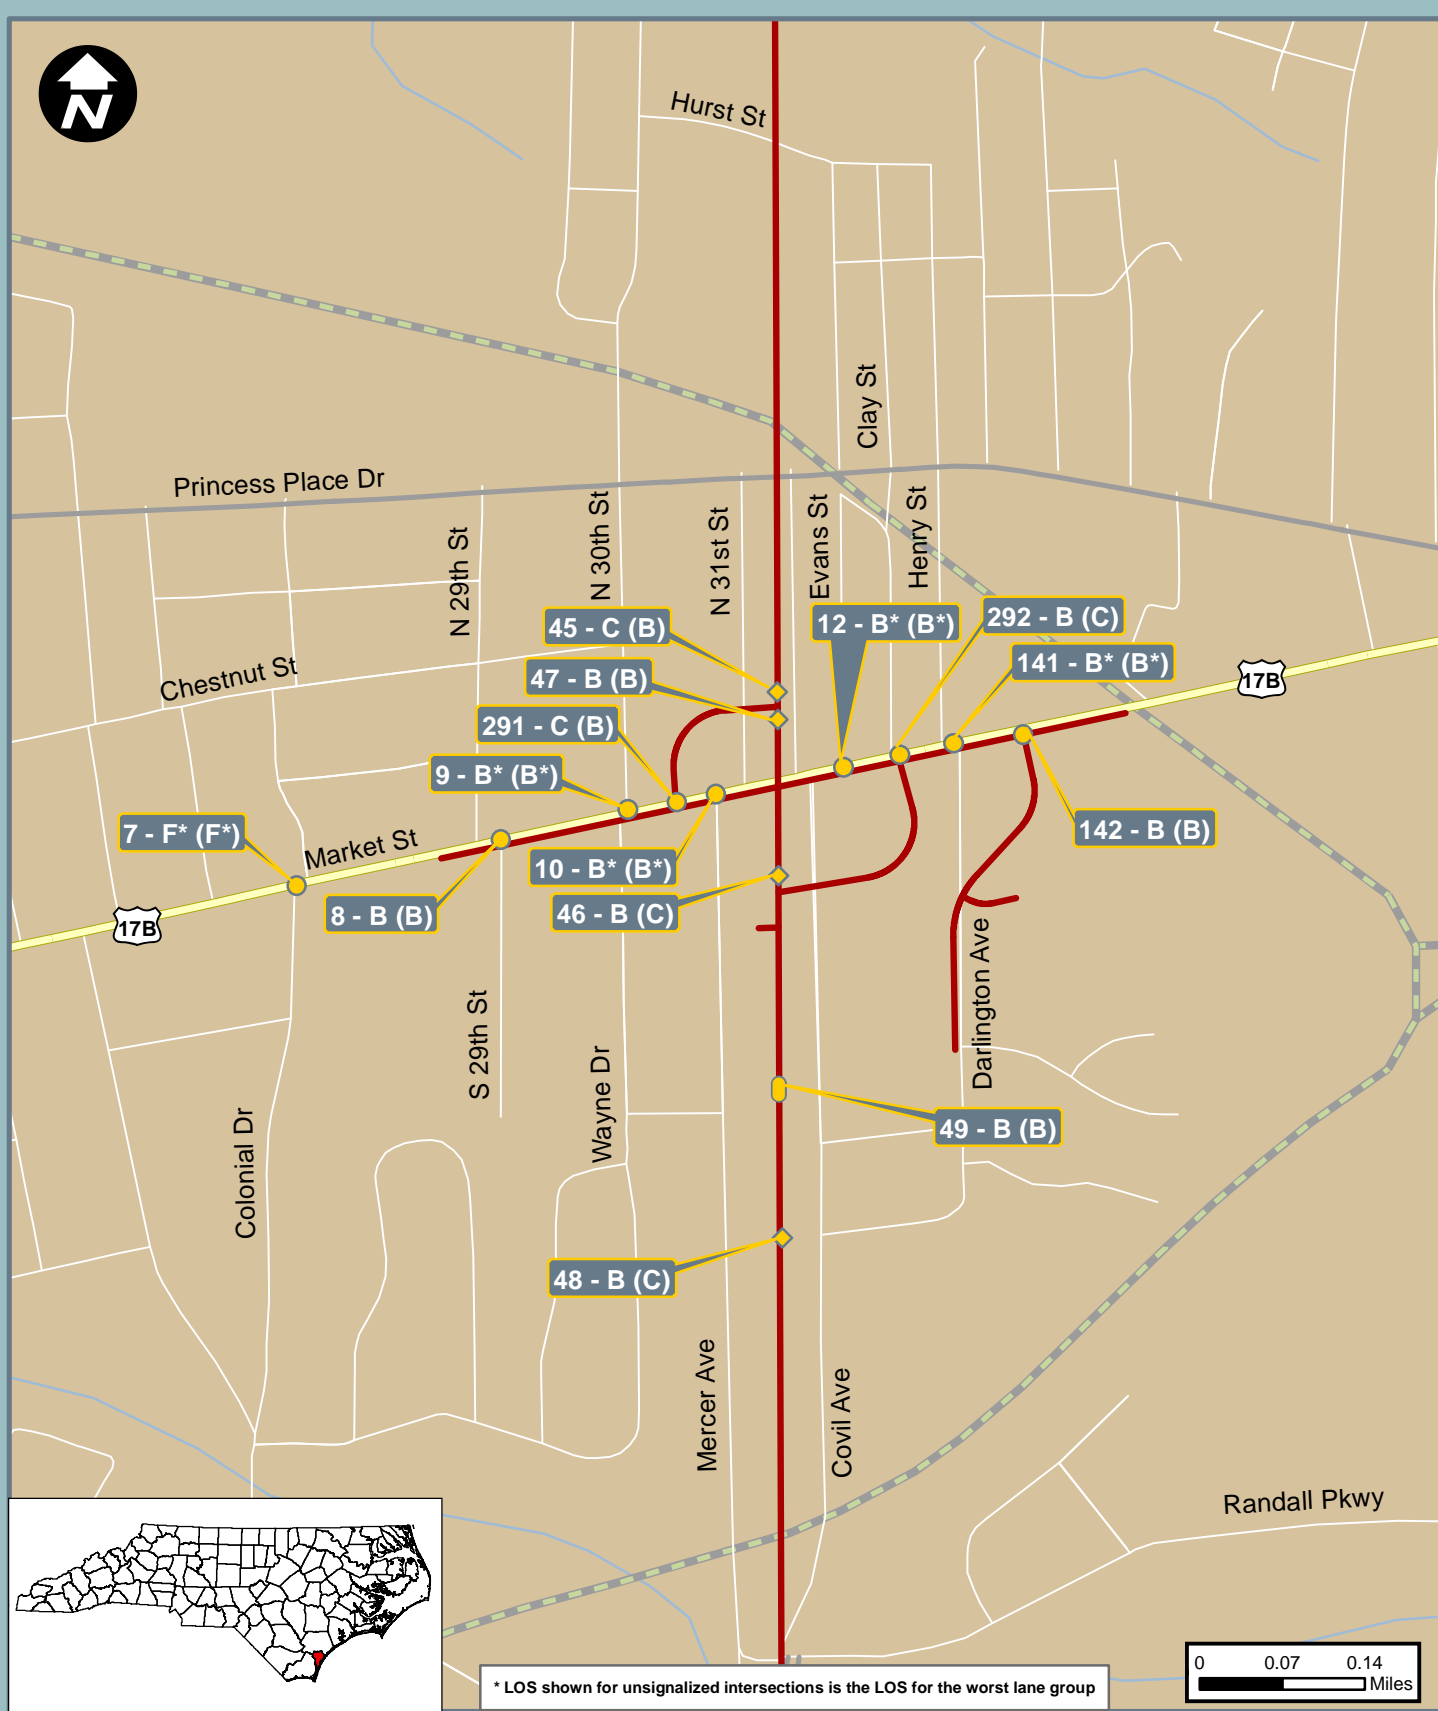 N
Hurst St
Clay St
Princess Place Dr
N 29th St
N 30th St
N 31st St
Evans St
Henry St
45 - C (B)
12 - B* (B*)
292 - B (C)
141 - B* (B*)
Chestnut St
47 - B (B)
17B
291 - C (B)
9 - B* (B*)
7 - F* (F*)
Market St
142 - B (B)
10 - B* (B*)
8 - B (B)
46 - B (C)
17B
S 29th St
Wayne Dr
Darlington Ave
Colonial Dr
49 - B (B)
48 - B (C)
Mercer Ave
Covil Ave
Randall Pkwy
0 0.07 0.14
Miles
* LOS shown for unsignalized intersections is the LOS for the worst lane group